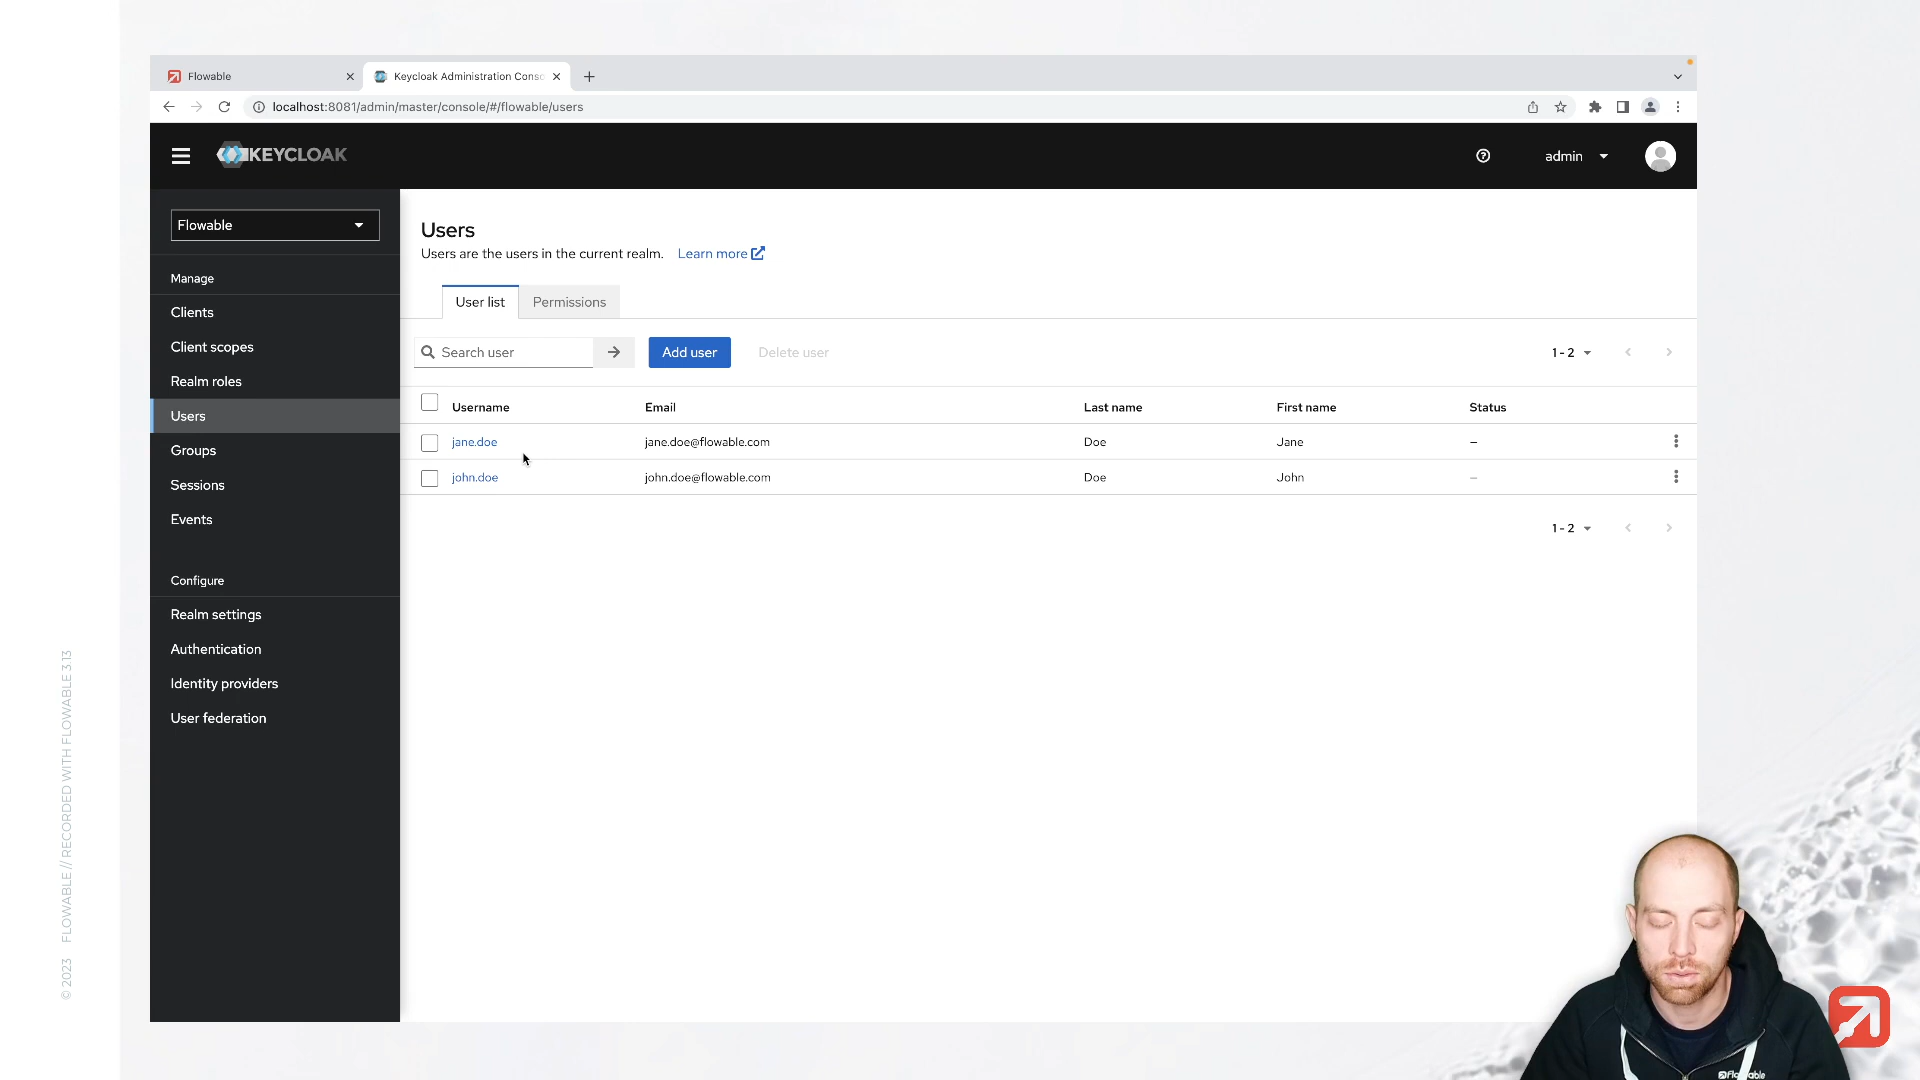 Flowable
Keycloak Administration Conso
localhost:8081/admin/master/console/#/flowable/users
KEYCLOAK
admin
Flowable
Manage
Clients
Client scopes
Realm roles
Users
Groups
Sessions
Events
Configure
Realm settings
Authentication
Identity providers
User federation
Users
Users are the users in the current realm. Learn more
User list Permissions
Search user Add user Delete user 1 - 2
Username Email Last name First name Status
jane.doe jane.doe@flowable.com Doe Jane –
john.doe john.doe@flowable.com Doe John –
1 - 2
© 2023 FLOWABLE // RECORDED WITH FLOWABLE 3.13
Flowable